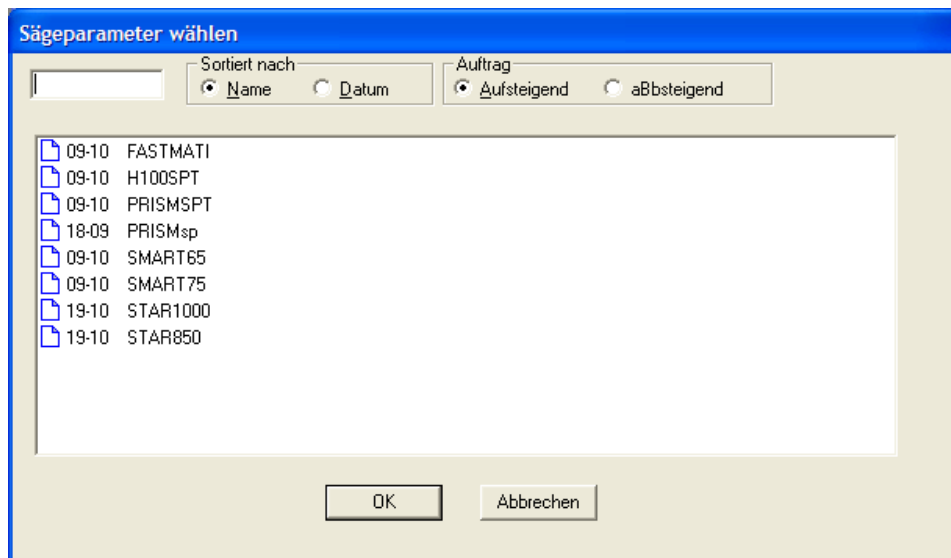 Sägeparameter wählen
Sortiert nach
Auftrag
Name Datum
Aufsteigend aBbsteigend
09-10 FASTMATI
09-10 H100SPT
09-10 PRISMSPT
18-09 PRISMsp
09-10 SMART65
09-10 SMART75
19-10 STAR1000
19-10 STAR850
OK
Abbrechen